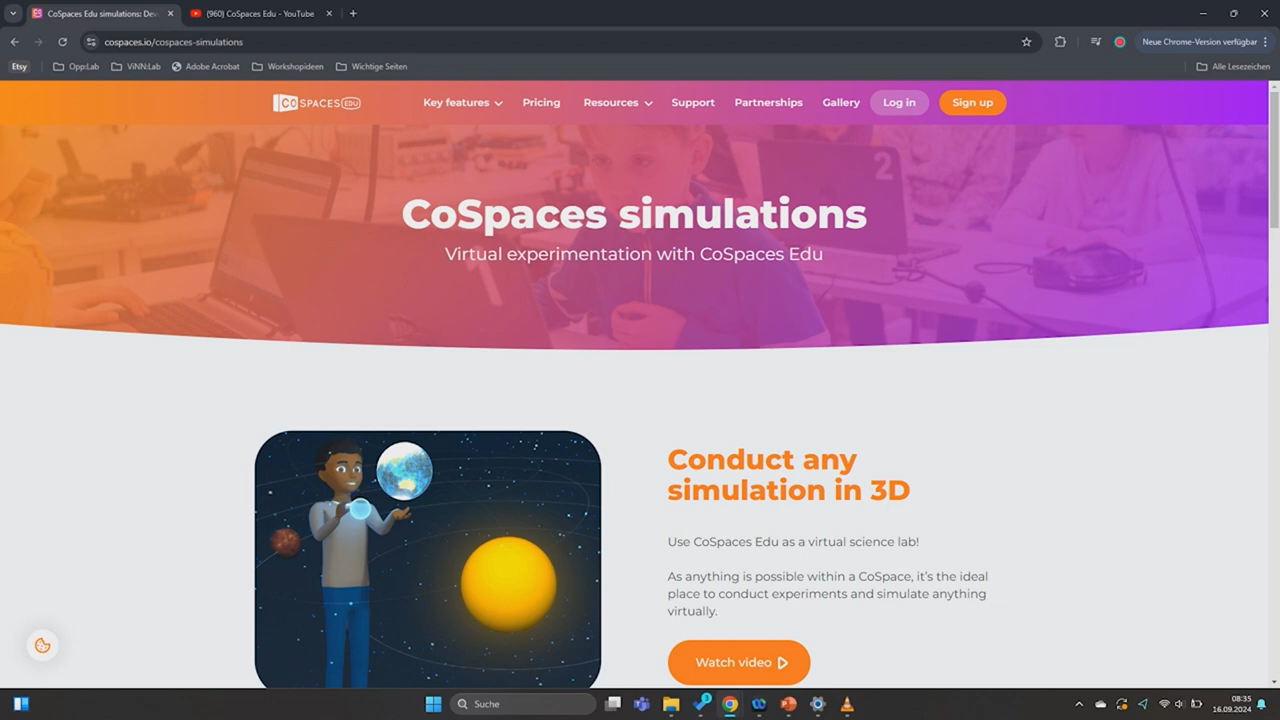 CoSpaces Edu simulations: Dev
(960) CoSpaces Edu - YouTube
cospaces.io/cospaces-simulations
Neue Chrome-Version verfügbar
Etsy
Opp:Lab
ViNN:Lab
Adobe Acrobat
Workshopideen
Wichtige Seiten
Alle Lesezeichen
COSPACES EDU
Key features
Pricing
Resources
Support
Partnerships
Gallery
Log in
Sign up
2
CoSpaces simulations
Virtual experimentation with CoSpaces Edu
Conduct any
simulation in 3D
Use CoSpaces Edu as a virtual science lab!
As anything is possible within a CoSpace, it's the ideal
place to conduct experiments and simulate anything
virtually.
Watch video
Suche
3
08:35
16.09.2024